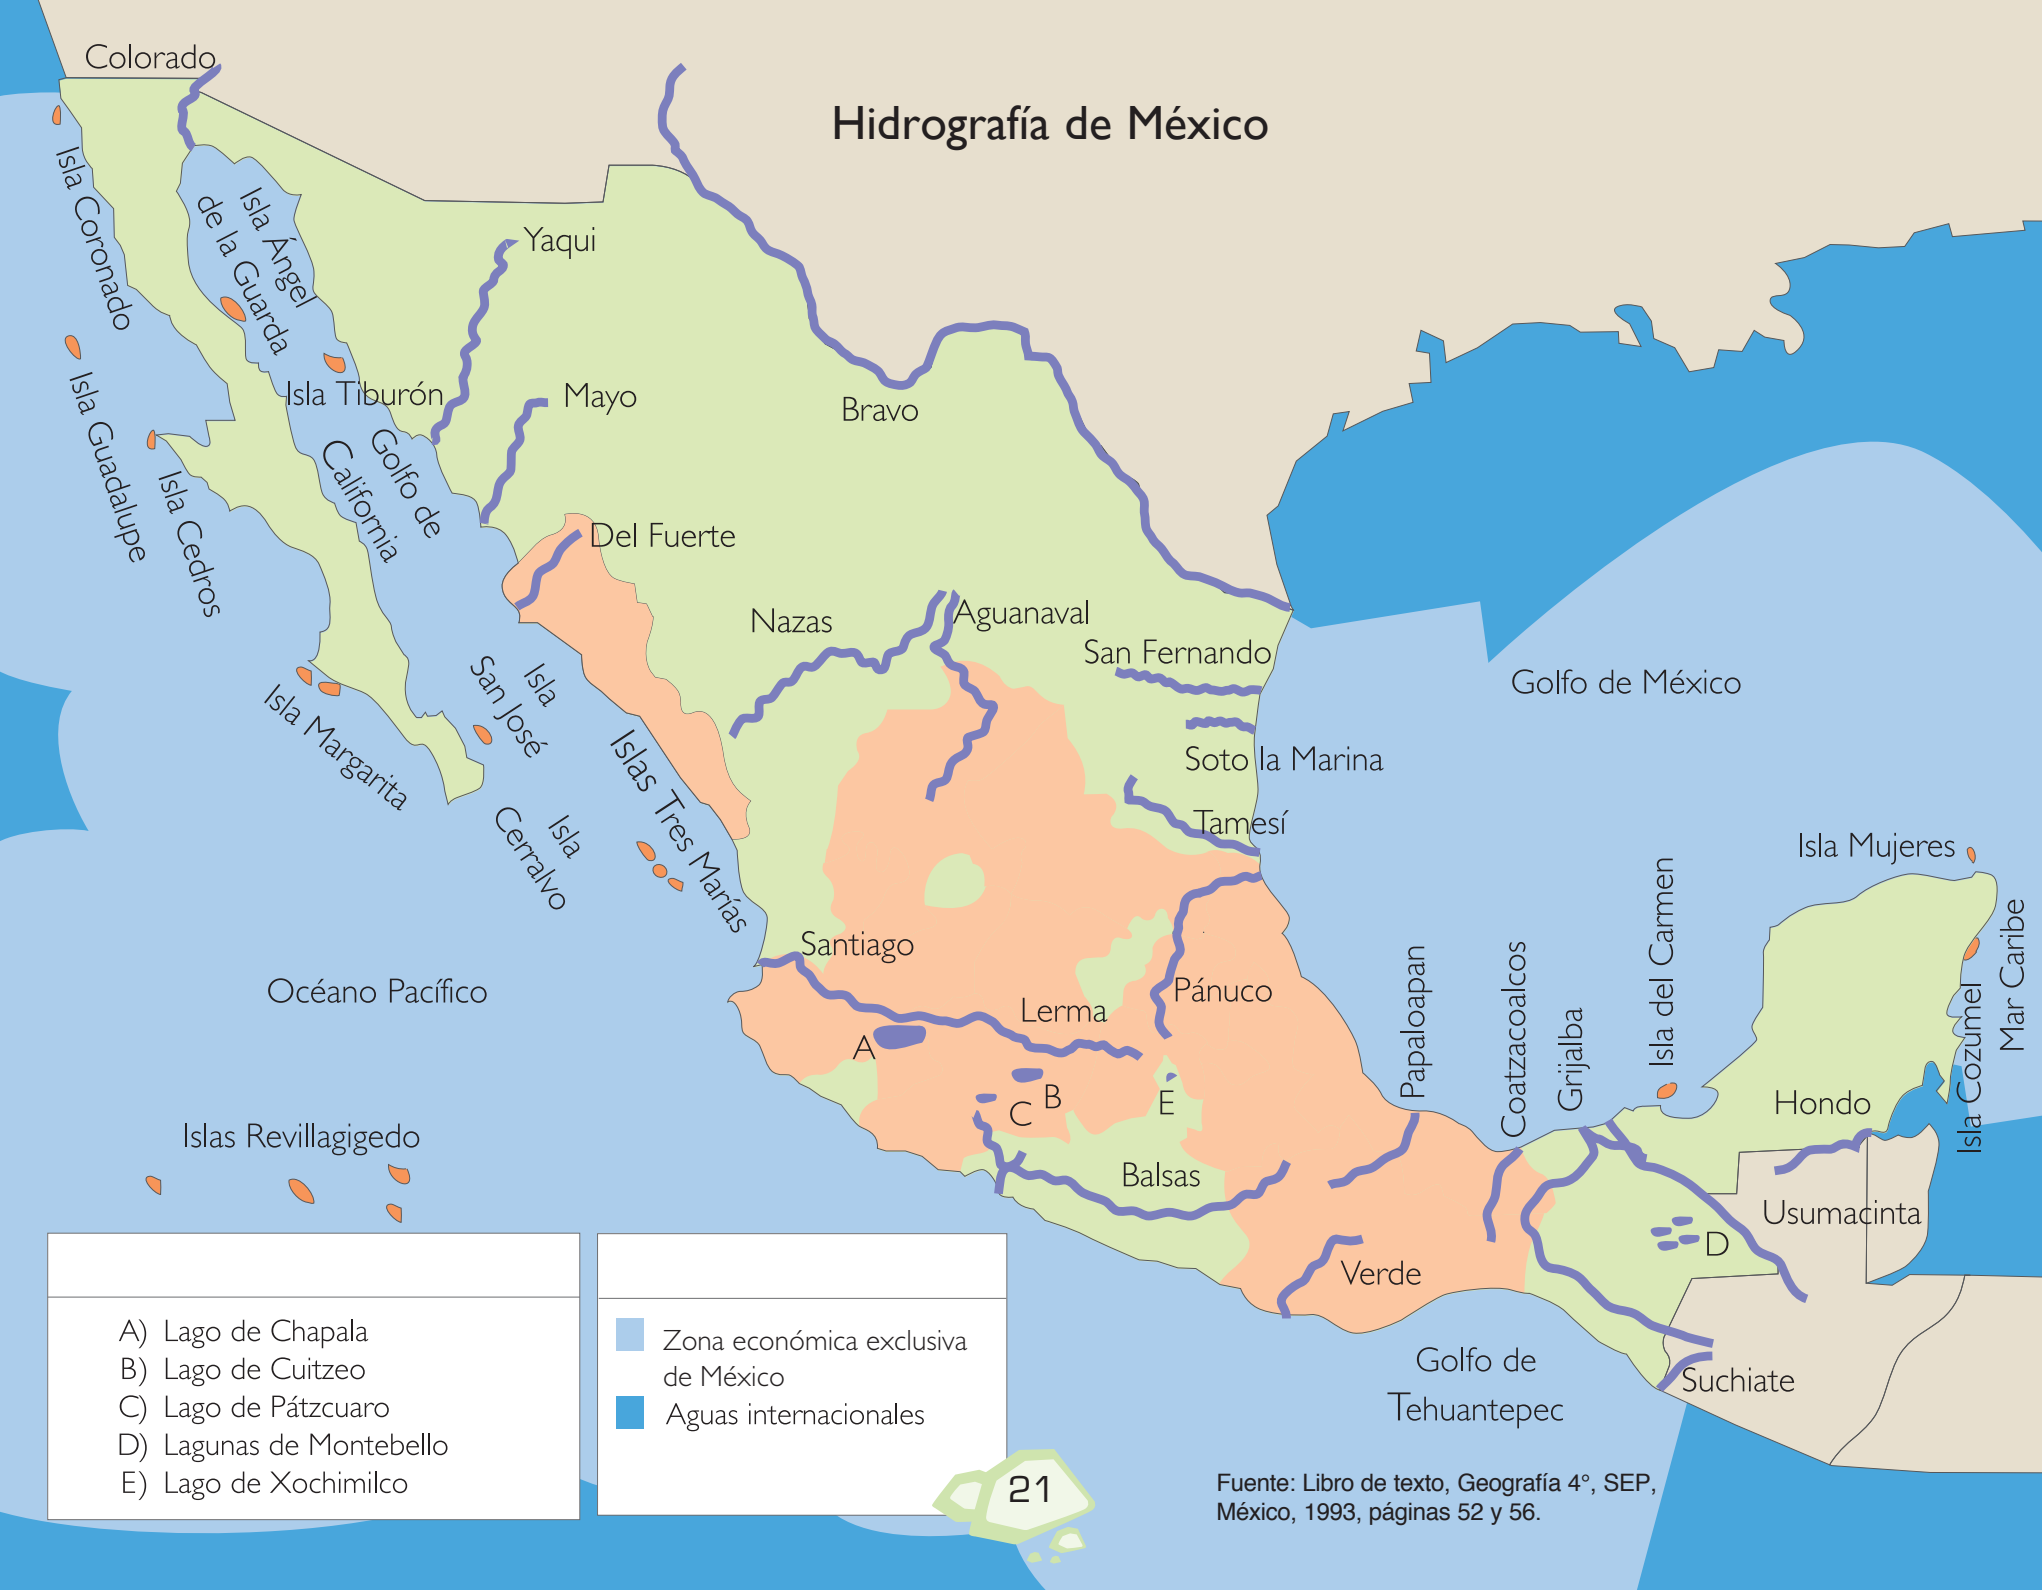 Hidrografía de México
Colorado
Isla Coronado
Isla Ángel
de la Guarda
Yaqui
Isla Tiburón
Mayo
Bravo
Isla Guadalupe
Golfo de
California
Isla Cedros
Del Fuerte
Nazas
Aguanaval
San Fernando
Golfo de México
Isla
San José
Isla Margarita
Islas Tres Marías
Soto la Marina
Tamesí
Isla
Cerralvo
Isla Mujeres
Isla del Carmen
Mar Caribe
Santiago
Océano Pacífico
Lerma
Pánuco
Papaloapan
Coatzacoalcos
Grijalba
Isla Cozumel
A
B
C
E
Hondo
Islas Revillagigedo
Balsas
Usumacinta
D
Verde
Golfo de
Tehuantepec
Suchiate
A) Lago de Chapala
B) Lago de Cuitzeo
C) Lago de Pátzcuaro
D) Lagunas de Montebello
E) Lago de Xochimilco
Zona económica exclusiva
de México
Aguas internacionales
21
Fuente: Libro de texto, Geografía 4°, SEP,
México, 1993, páginas 52 y 56.